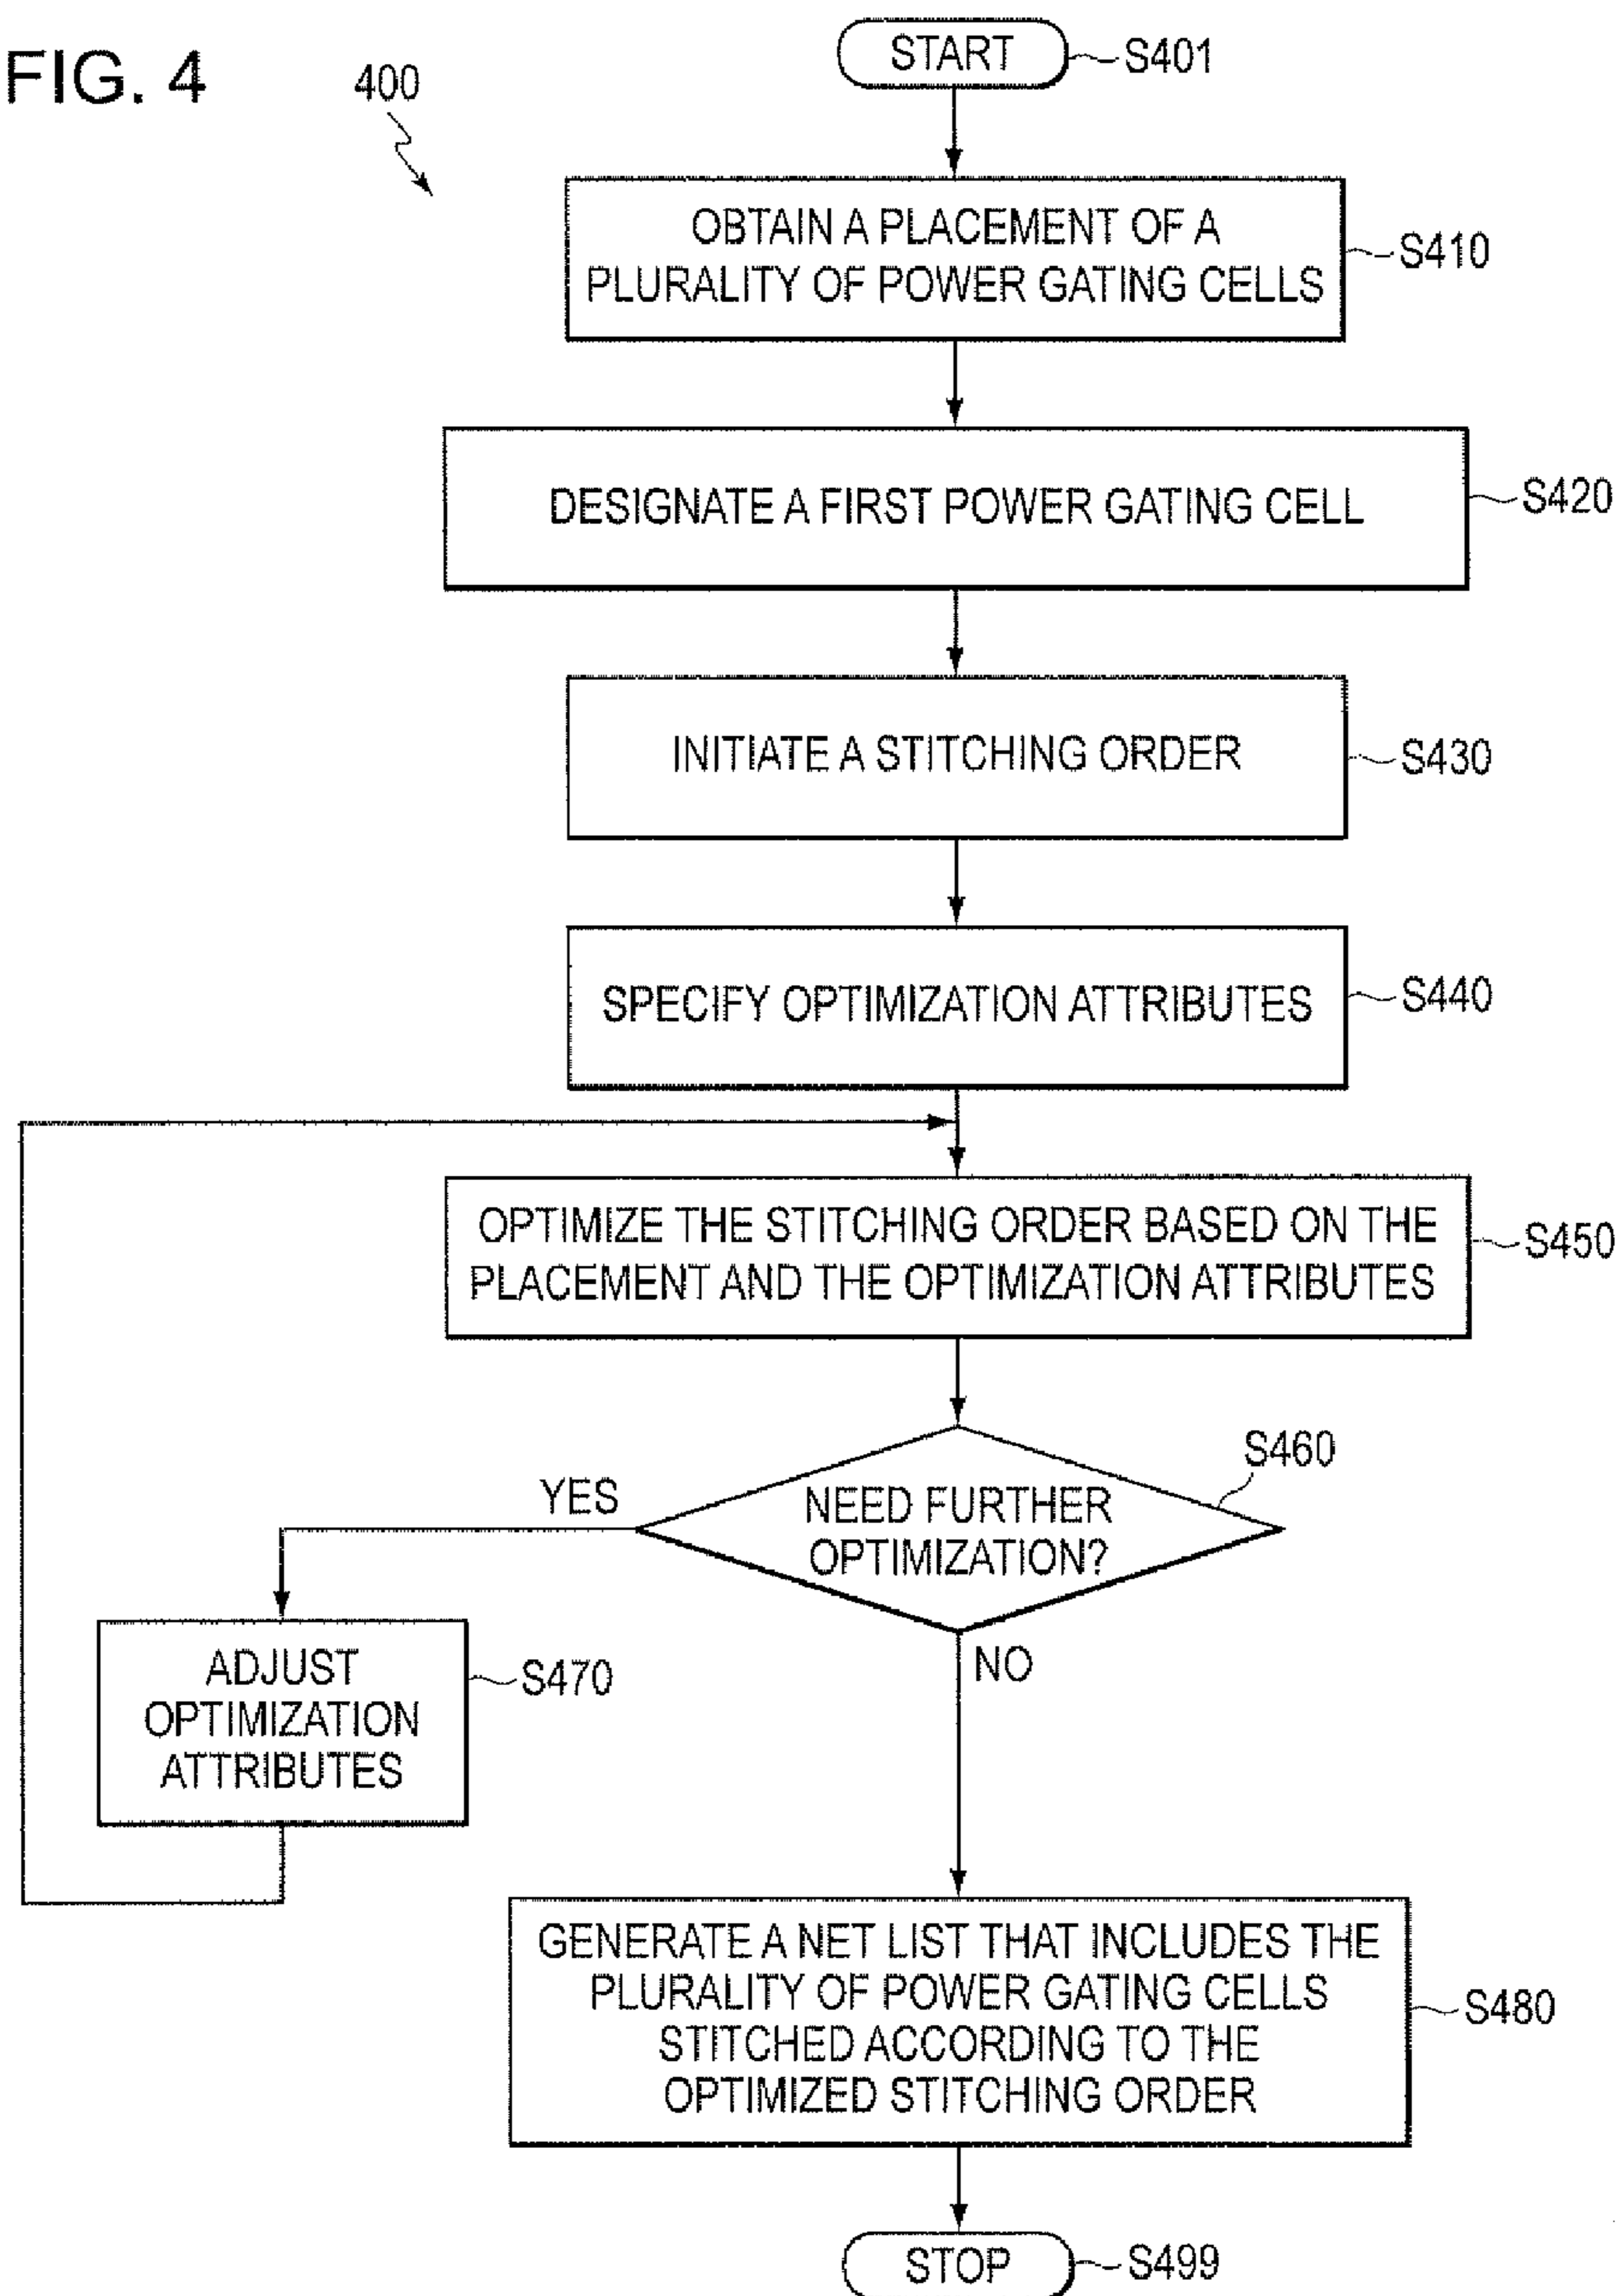 FIG. 4
400
START
S401
OBTAIN A PLACEMENT OF A
PLURALITY OF POWER GATING CELLS
S410
DESIGNATE A FIRST POWER GATING CELL
S420
INITIATE A STITCHING ORDER
S430
SPECIFY OPTIMIZATION ATTRIBUTES
S440
OPTIMIZE THE STITCHING ORDER BASED ON THE
PLACEMENT AND THE OPTIMIZATION ATTRIBUTES
S450
NEED FURTHER
OPTIMIZATION?
S460
YES
NO
ADJUST
OPTIMIZATION
ATTRIBUTES
S470
GENERATE A NET LIST THAT INCLUDES THE
PLURALITY OF POWER GATING CELLS
STITCHED ACCORDING TO THE
OPTIMIZED STITCHING ORDER
S480
STOP
S499